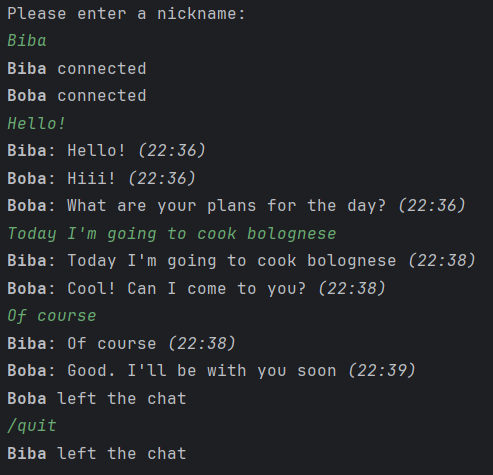 Please enter a nickname:
Biba
Biba connected
Boba connected
Hello!
Biba: Hello! (22:36)
Boba: Hiii! (22:36)
Boba: What are your plans for the day? (22:36)
Today I'm going to cook bolognese
Biba: Today I'm going to cook bolognese (22:38)
Boba: Cool! Can I come to you? (22:38)
Of course
Biba: Of course (22:38)
Boba: Good. I'll be with you soon (22:39)
Boba left the chat
/quit
Biba left the chat